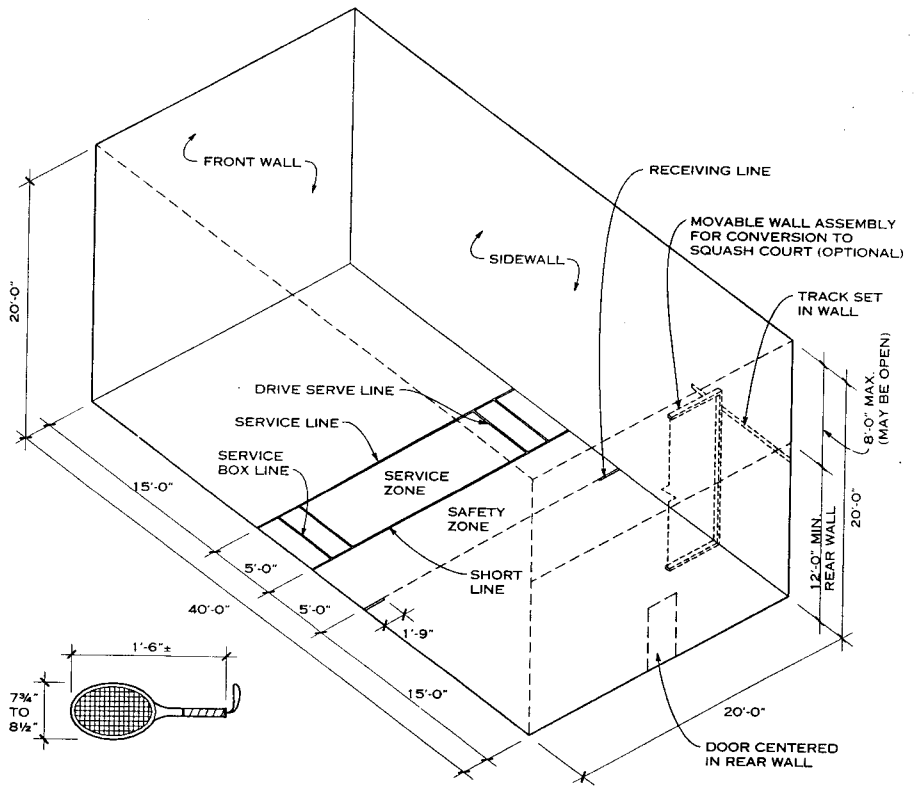 FRONT WALL
SIDEWALL
RECEIVING LINE
MOVABLE WALL ASSEMBLY
FOR CONVERSION TO
SQUASH COURT (OPTIONAL)
TRACK SET
IN WALL
20'-0"
8'-0" MAX.
(MAY BE OPEN)
DRIVE SERVE LINE
SERVICE LINE
SERVICE
BOX LINE
SERVICE
ZONE
SAFETY
ZONE
15'-0"
5'-0"
SHORT
LINE
12'-0" MIN
REAR WALL
20'-0"
40'-0"
5'-0"
1'-9"
1'-6"±
7¾"
TO
8½"
15'-0"
20'-0"
DOOR CENTERED
IN REAR WALL